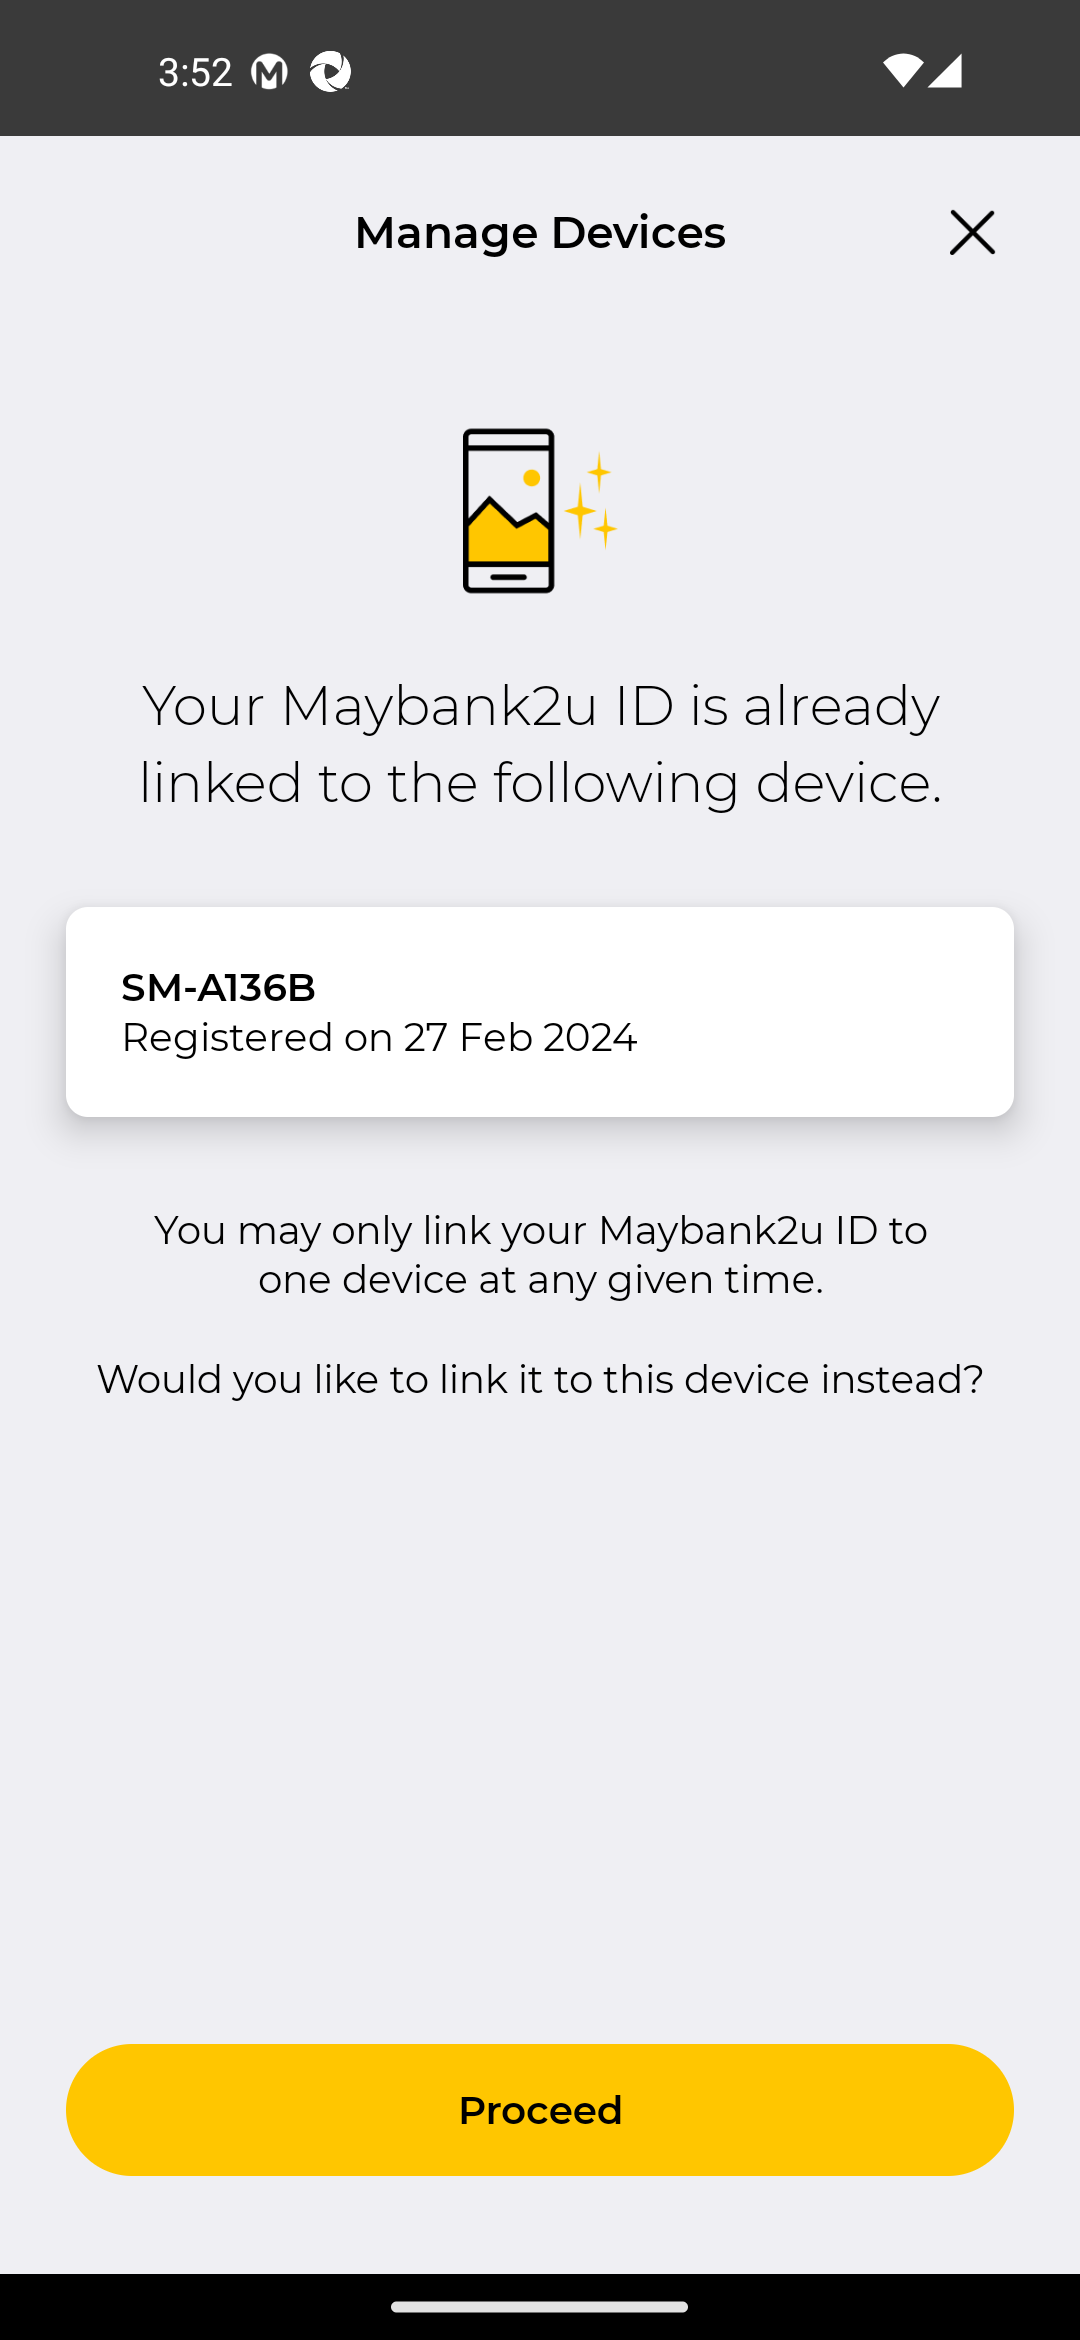 3:52
Manage Devices
Your Maybank2u ID is already
linked to the following device.
SM-A136B
Registered on 27 Feb 2024
You may only link your Maybank2u ID to
one device at any given time.
Would you like to link it to this device instead?
Proceed